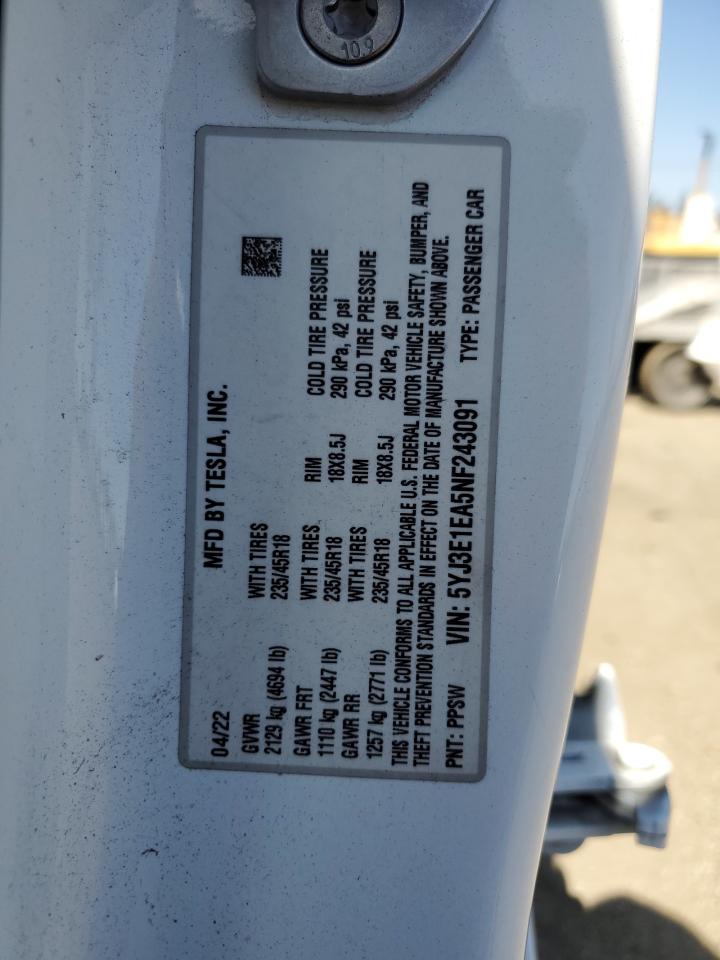 10.9
04/22 MFD BY TESLA, INC.
GVWR WITH TIRES
2129 kg (4694 lb) 235/45R18
GAWR FRT WITH TIRES RIM COLD TIRE PRESSURE
1110 kg (2447 lb) 235/45R18 18X8.5J 290 kPa, 42 psi
GAWR RR WITH TIRES RIM COLD TIRE PRESSURE
1257 kg (2771 lb) 235/45R18 18X8.5J 290 kPa, 42 psi
THIS VEHICLE CONFORMS TO ALL APPLICABLE U.S. FEDERAL MOTOR VEHICLE SAFETY, BUMPER, AND
THEFT PREVENTION STANDARDS IN EFFECT ON THE DATE OF MANUFACTURE SHOWN ABOVE.
PNT: PPSW VIN: 5YJ3E1EA5NF243091 TYPE: PASSENGER CAR